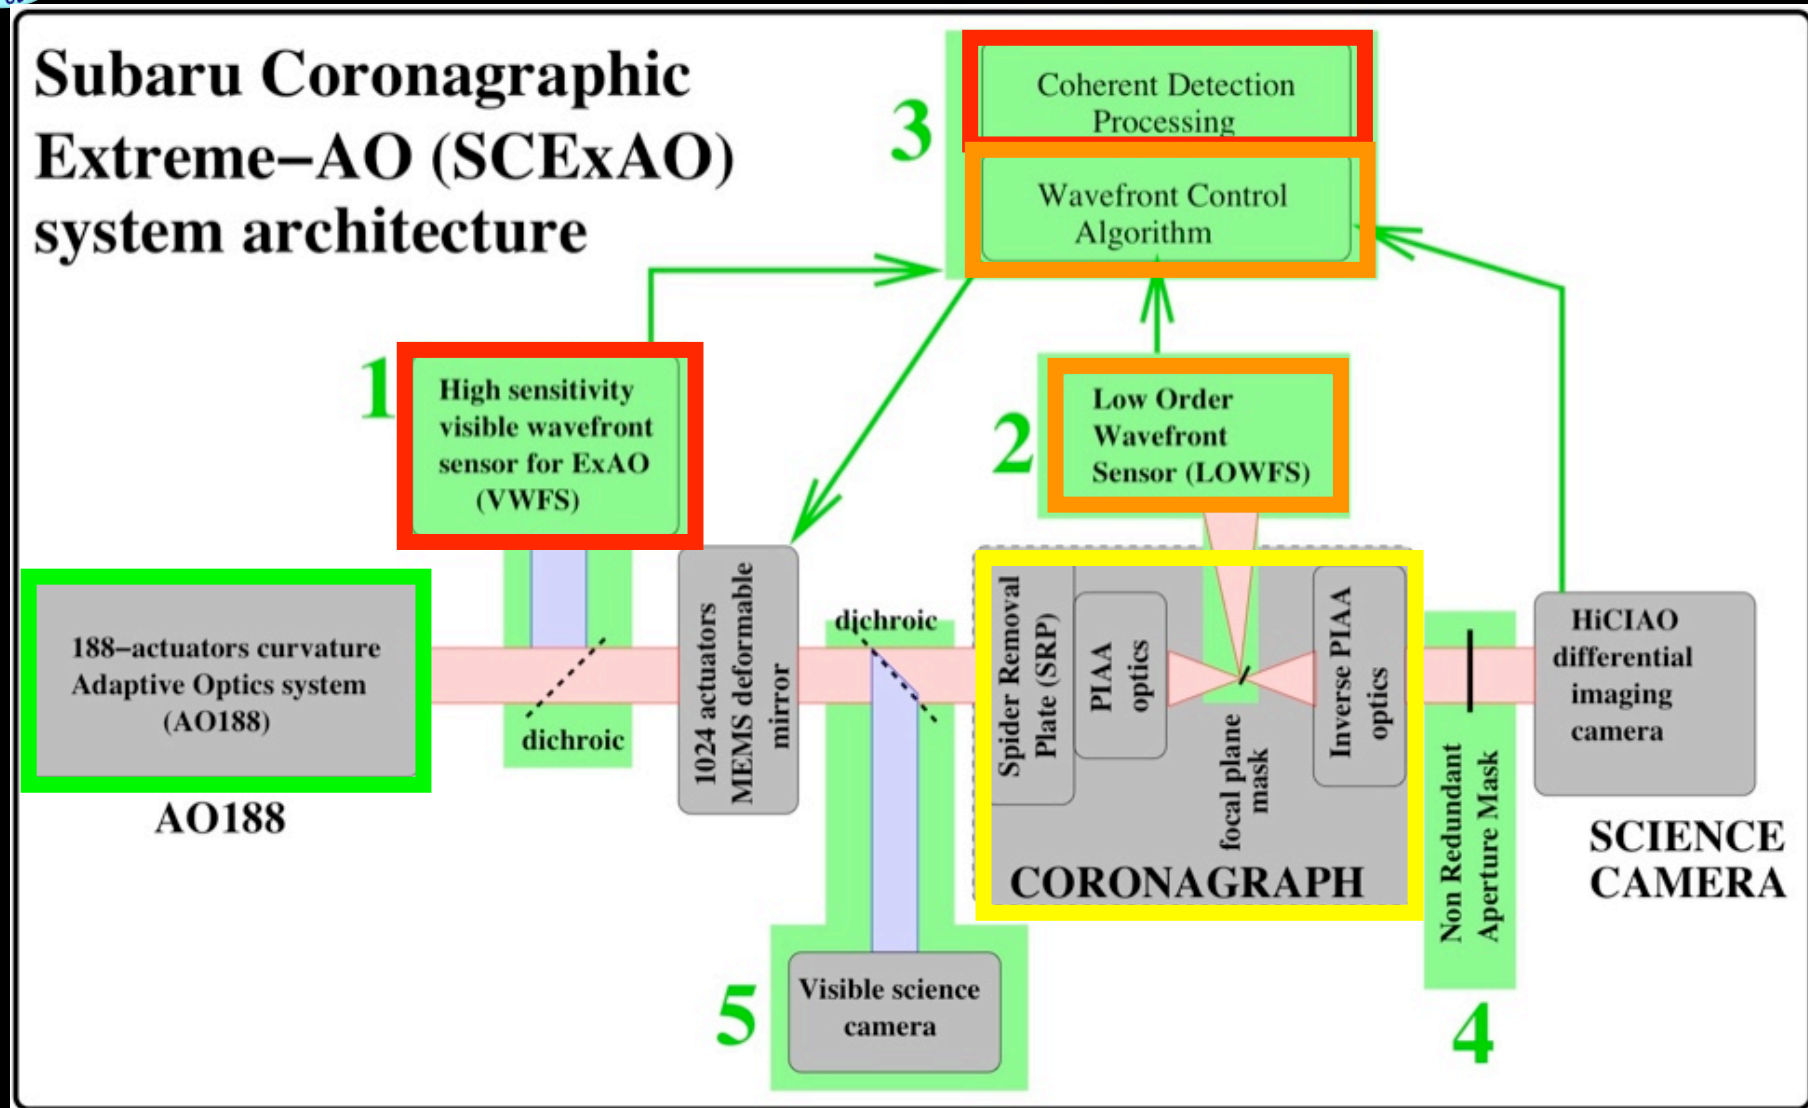 Subaru Coronagraphic
Extreme–AO (SCExAO)
system architecture
3
Coherent Detection
Processing
Wavefront Control
Algorithm
1
High sensitivity
visible wavefront
sensor for ExAO
(VWFS)
2
Low Order
Wavefront
Sensor (LOWFS)
188–actuators curvature
Adaptive Optics system
(AO188)
AO188
dichroic
1024 actuators
MEMS deformable
mirror
dichroic
Spider Removal
Plate (SRP)
PIAA
optics
focal plane
mask
Inverse PIAA
optics
CORONAGRAPH
Non Redundant
Aperture Mask
4
HiCIAO
differential
imaging
camera
SCIENCE
CAMERA
5
Visible science
camera